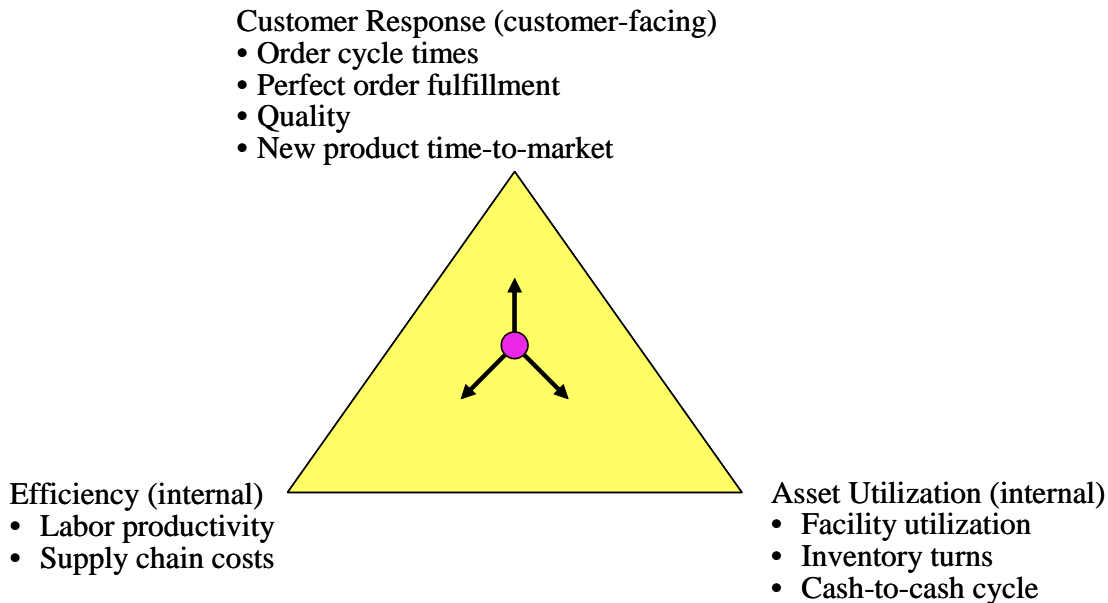 Customer Response (customer-facing)
• Order cycle times
• Perfect order fulfillment
• Quality
• New product time-to-market
Efficiency (internal)
• Labor productivity
• Supply chain costs
Asset Utilization (internal)
• Facility utilization
• Inventory turns
• Cash-to-cash cycle